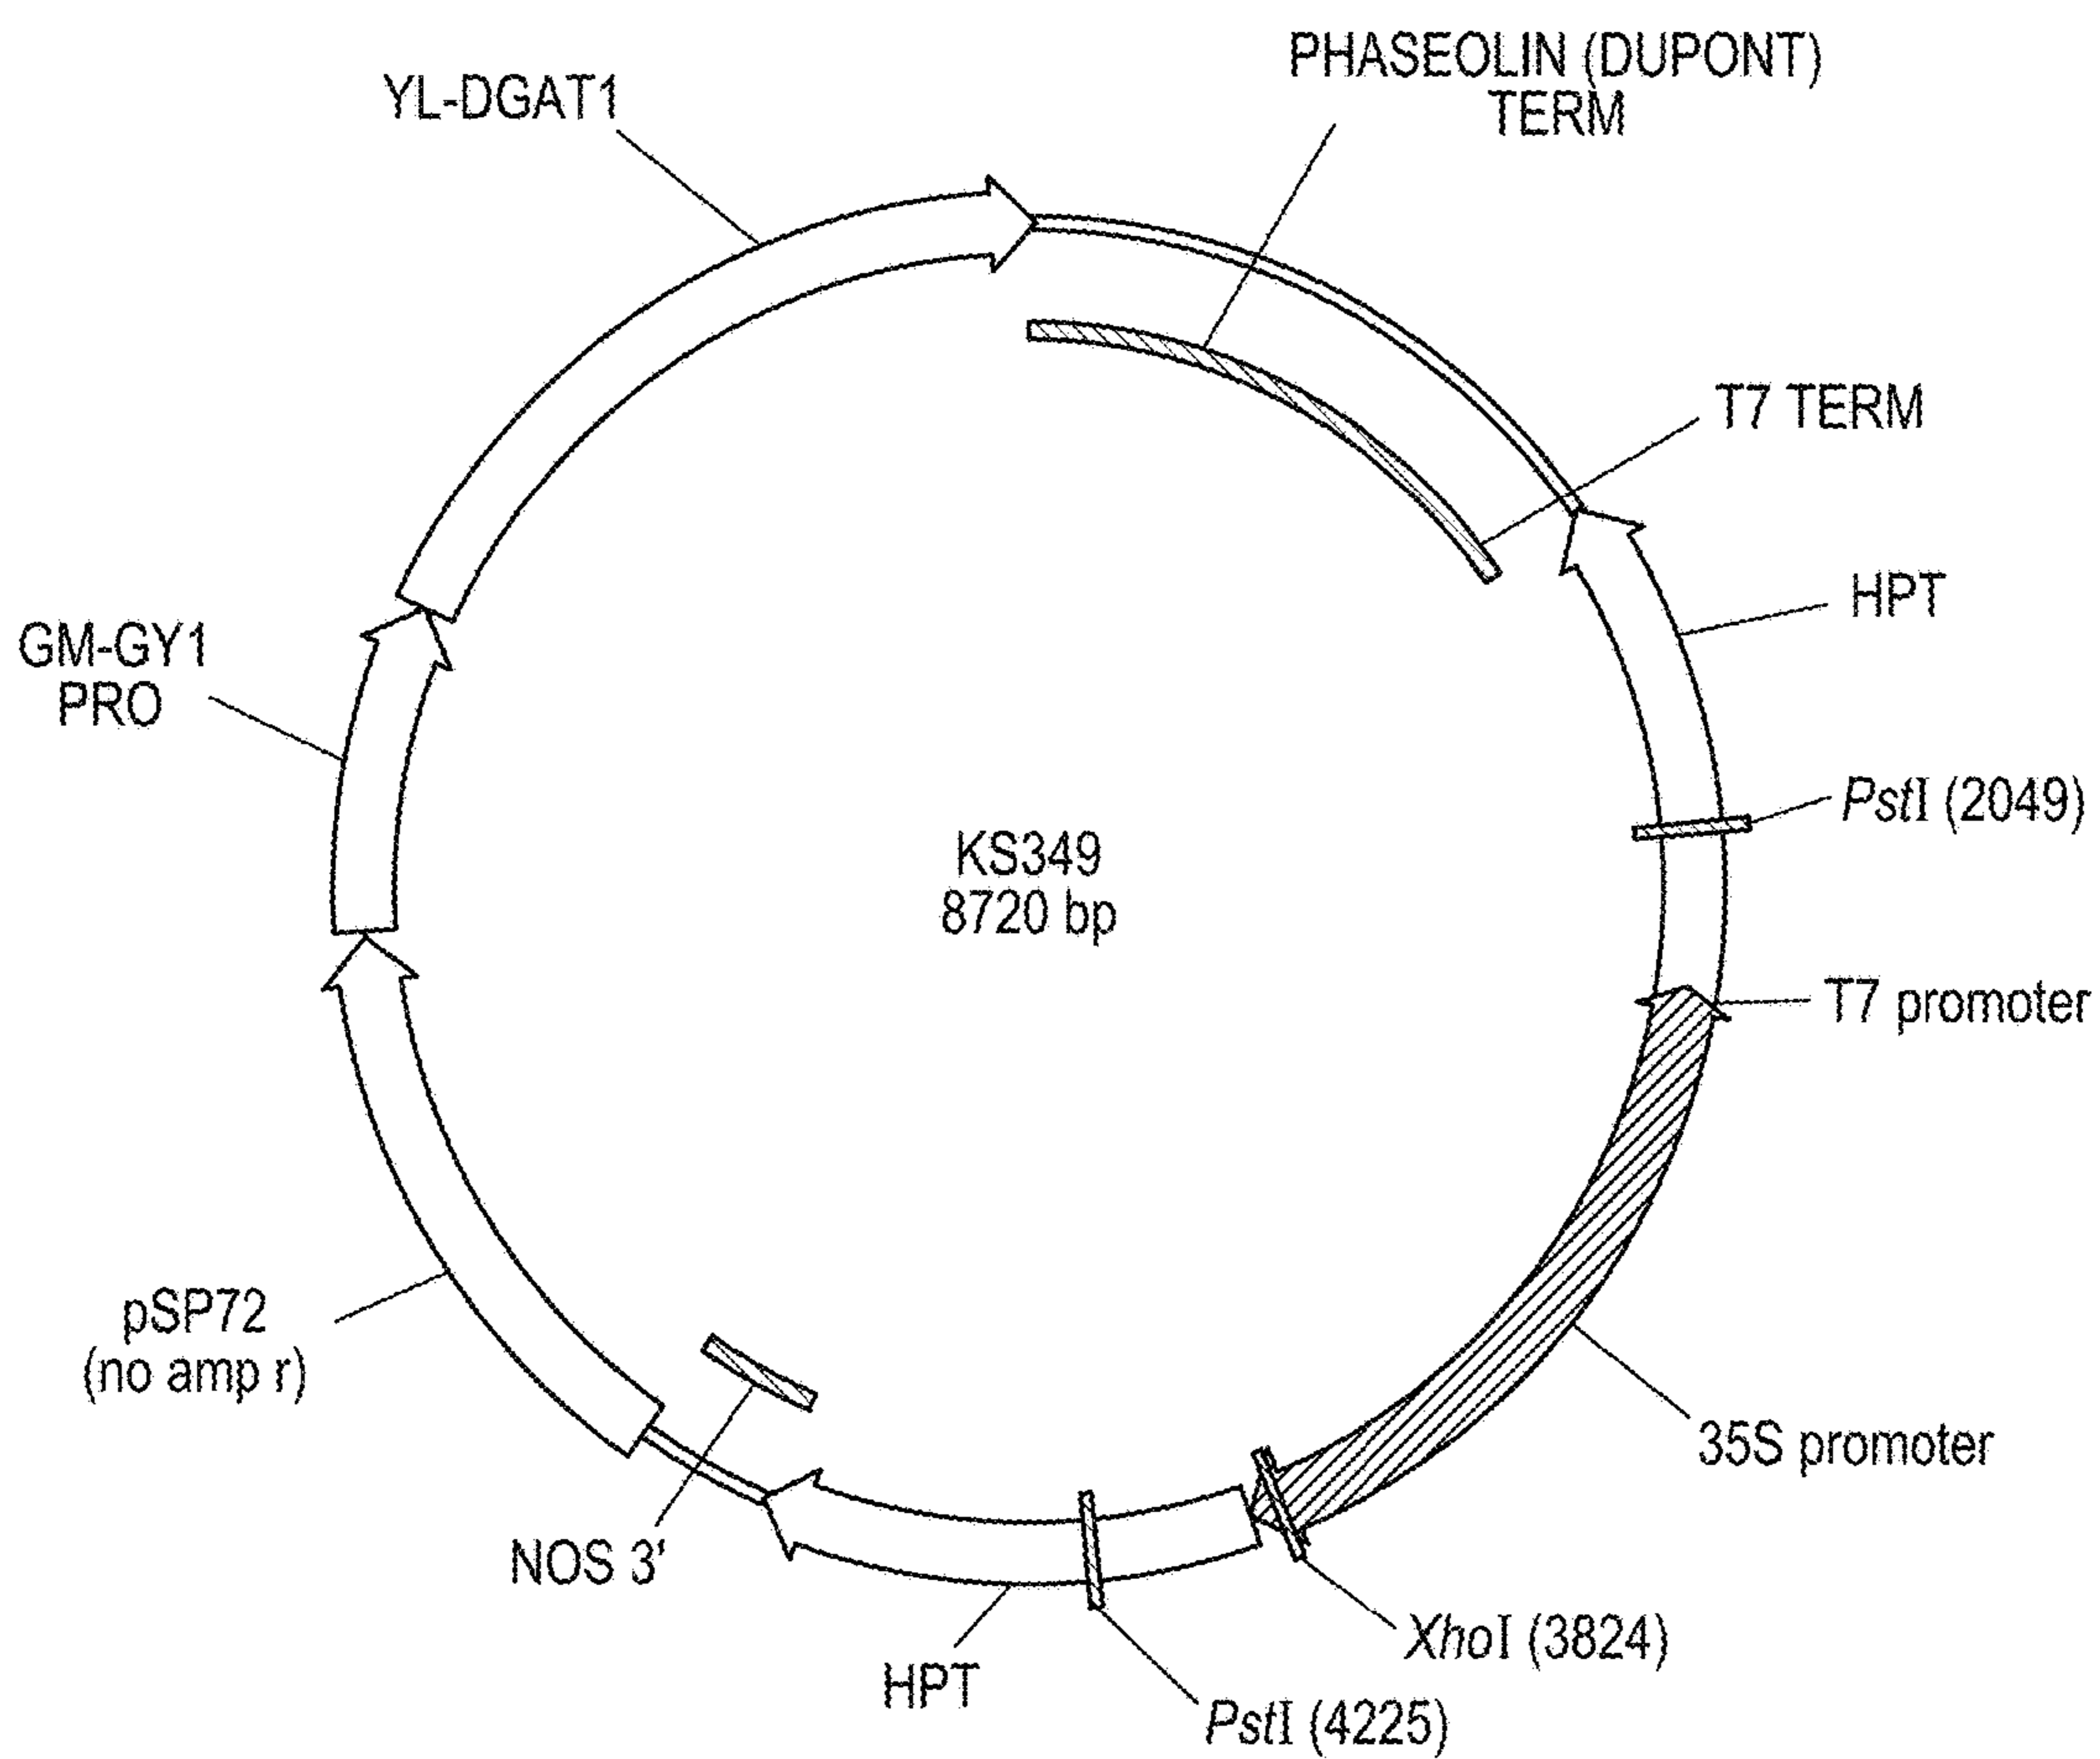 PHASEOLIN (DUPONT)
TERM
YL-DGAT1
T7 TERM
HPT
GM-GY1
PRO
PstI (2049)
KS349
8720 bp
T7 promoter
pSP72
(no amp r)
35S promoter
NOS 3'
XhoI (3824)
HPT
PstI (4225)